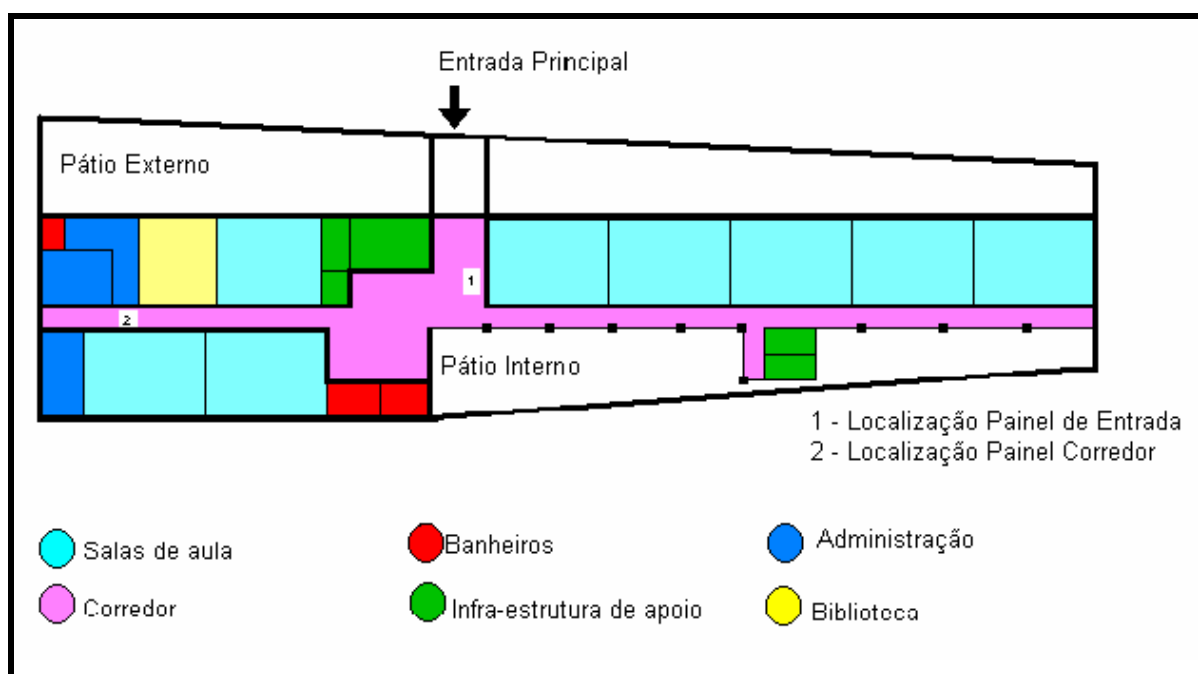 Entrada Principal
Pátio Externo
1
2
Pátio Interno
1 - Localização Painel de Entrada
2 - Localização Painel Corredor
Salas de aula
Banheiros
Administração
Corredor
Infra-estrutura de apoio
Biblioteca